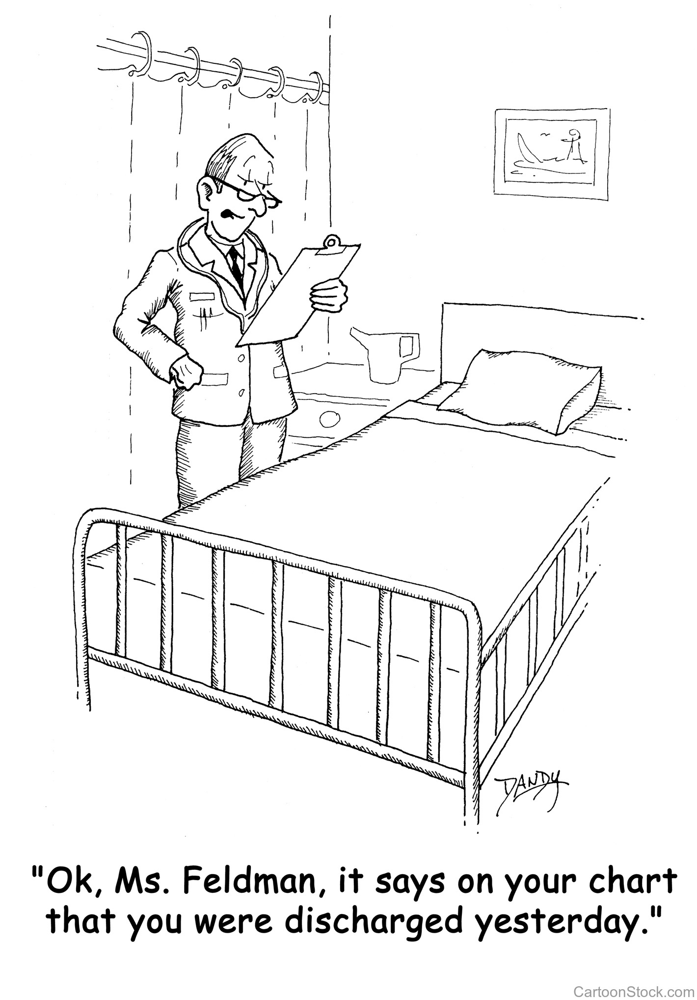 DANDY
"Ok, Ms. Feldman, it says on your chart
that you were discharged yesterday."
CartoonStock.com